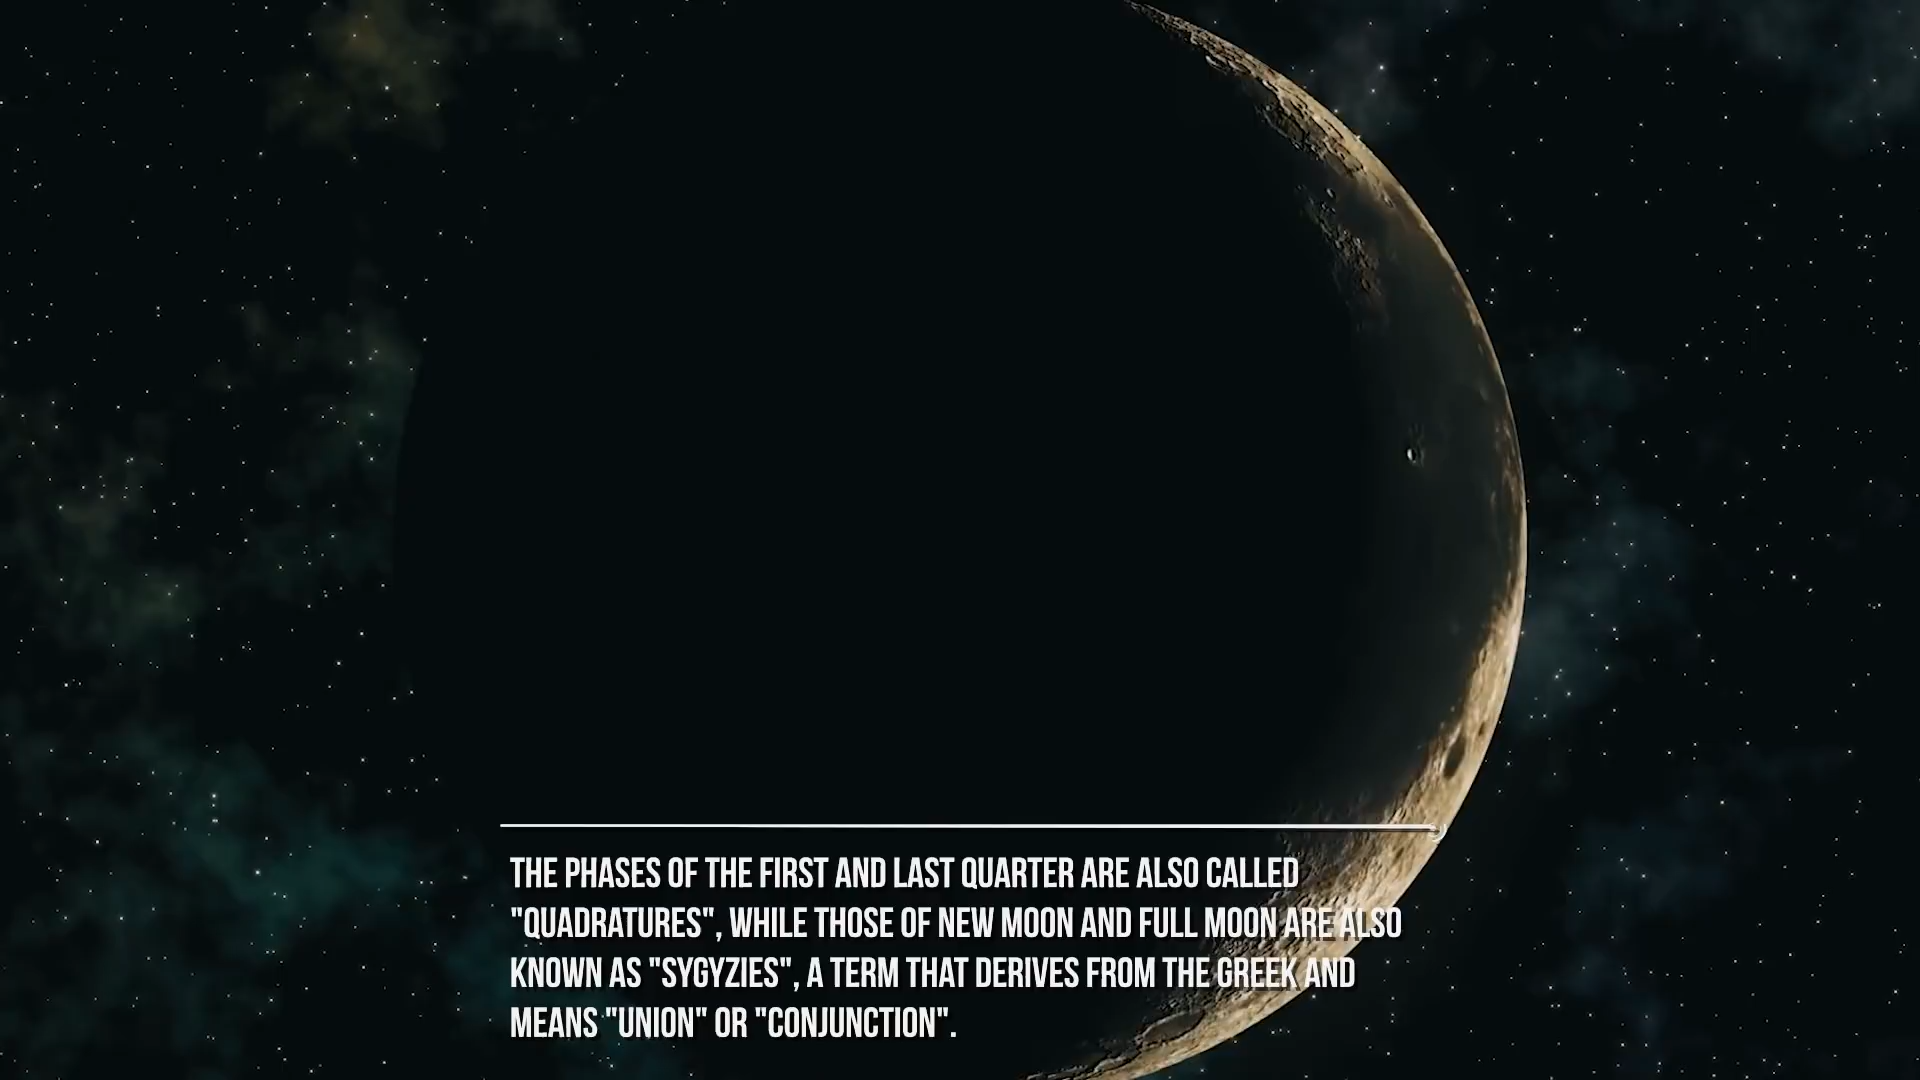 THE PHASES OF THE FIRST AND LAST QUARTER ARE ALSO CALLED
"QUADRATURES", WHILE THOSE OF NEW MOON AND FULL MOON ARE ALSO
KNOWN AS "SYGYZIES", A TERM THAT DERIVES FROM THE GREEK AND
MEANS "UNION" OR "CONJUNCTION".